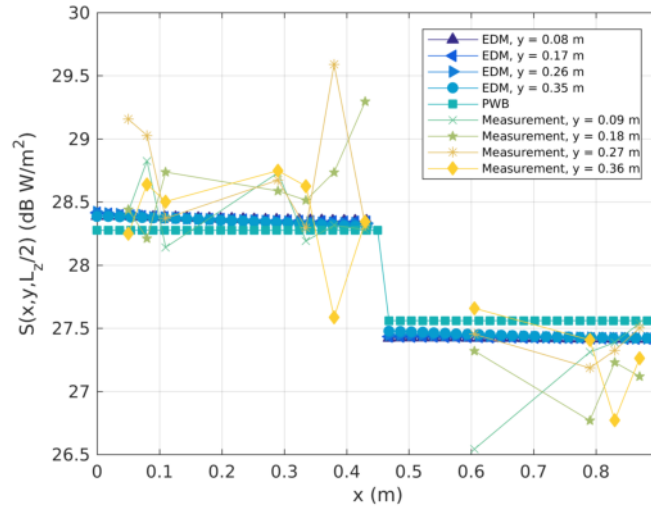 30
29.5
29
28.5
28
27.5
27
26.5
S(x,y,L_z/2) (dB W/m²)
0 0.1 0.2 0.3 0.4 0.5 0.6 0.7 0.8
x (m)
EDM, y = 0.08 m
EDM, y = 0.17 m
EDM, y = 0.26 m
EDM, y = 0.35 m
PWB
Measurement, y = 0.09 m
Measurement, y = 0.18 m
Measurement, y = 0.27 m
Measurement, y = 0.36 m